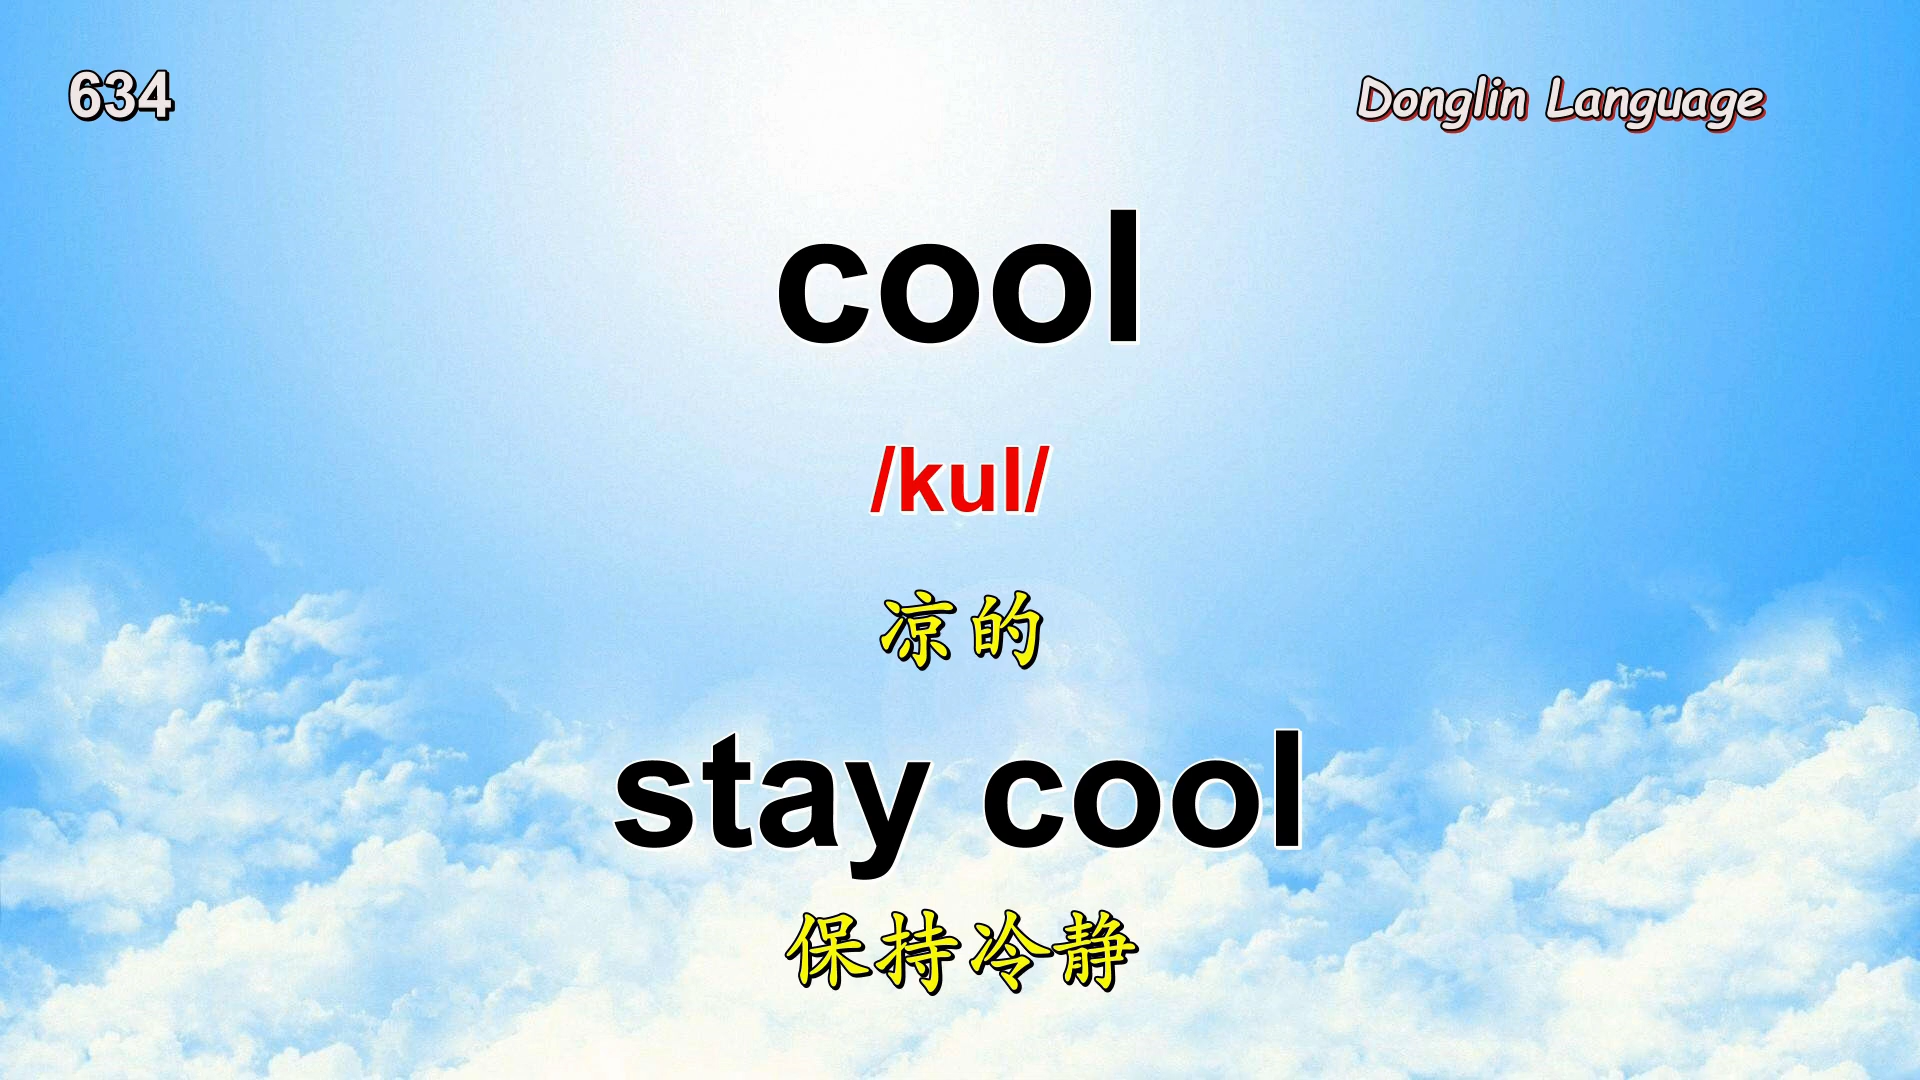 634
Donglin Language
cool
/kul/
凉的
stay cool
保持冷静